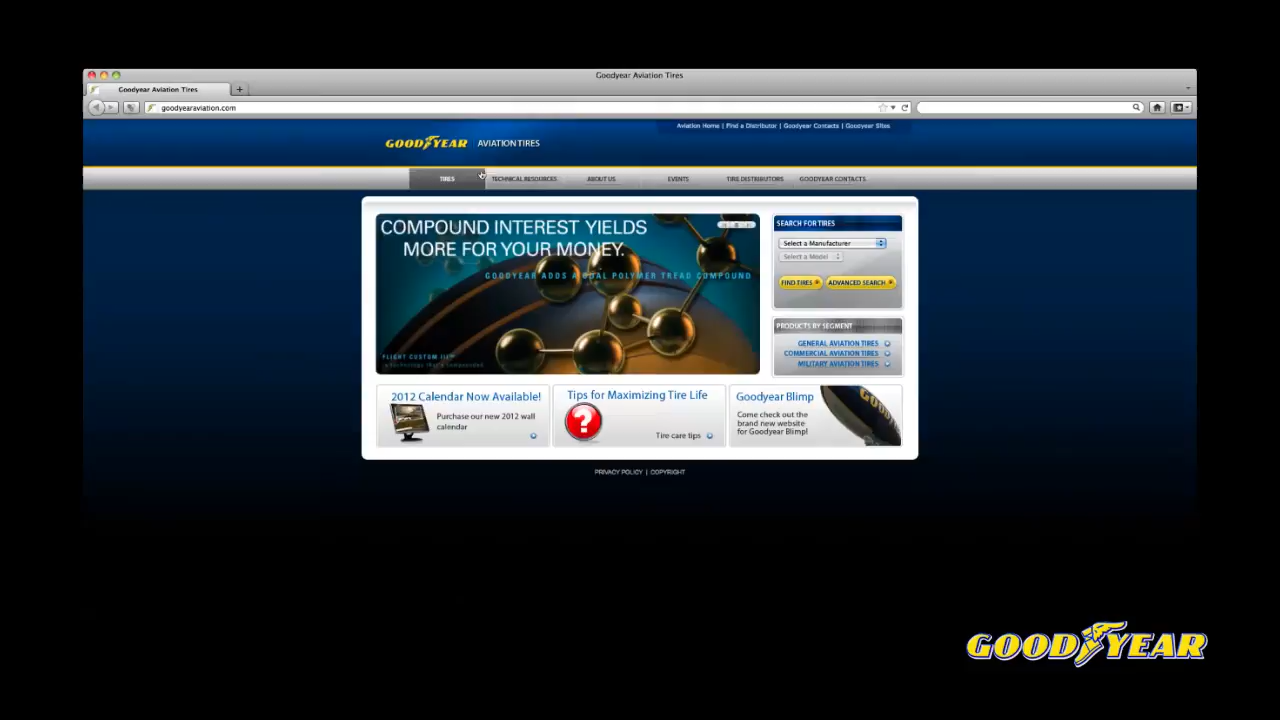 Goodyear Aviation Tires
Goodyear Aviation Tires
goodyearaviation.com
Aviation Home | Find a Distributor | Goodyear Contacts | Goodyear Sites
GOODYEAR AVIATION TIRES
TIRES TECHNICAL RESOURCES ABOUT US EVENTS TIRE DISTRIBUTORS GOODYEAR CONTACTS
COMPOUND INTEREST YIELDS
MORE FOR YOUR MONEY.
GOODYEAR ADDS A DUAL POLYMER TREAD COMPOUND
FLIGHT CUSTOM III™
SEARCH FOR TIRES
Select a Manufacturer
Select a Model
FIND TIRES ADVANCED SEARCH
PRODUCTS BY SEGMENT
GENERAL AVIATION TIRES
COMMERCIAL AVIATION TIRES
MILITARY AVIATION TIRES
2012 Calendar Now Available!
Purchase our new 2012 wall
calendar
Tips for Maximizing Tire Life
?
Tire care tips
Goodyear Blimp
Come check out the
brand new website
for Goodyear Blimp!
GOOD
PRIVACY POLICY | COPYRIGHT
GOODYEAR